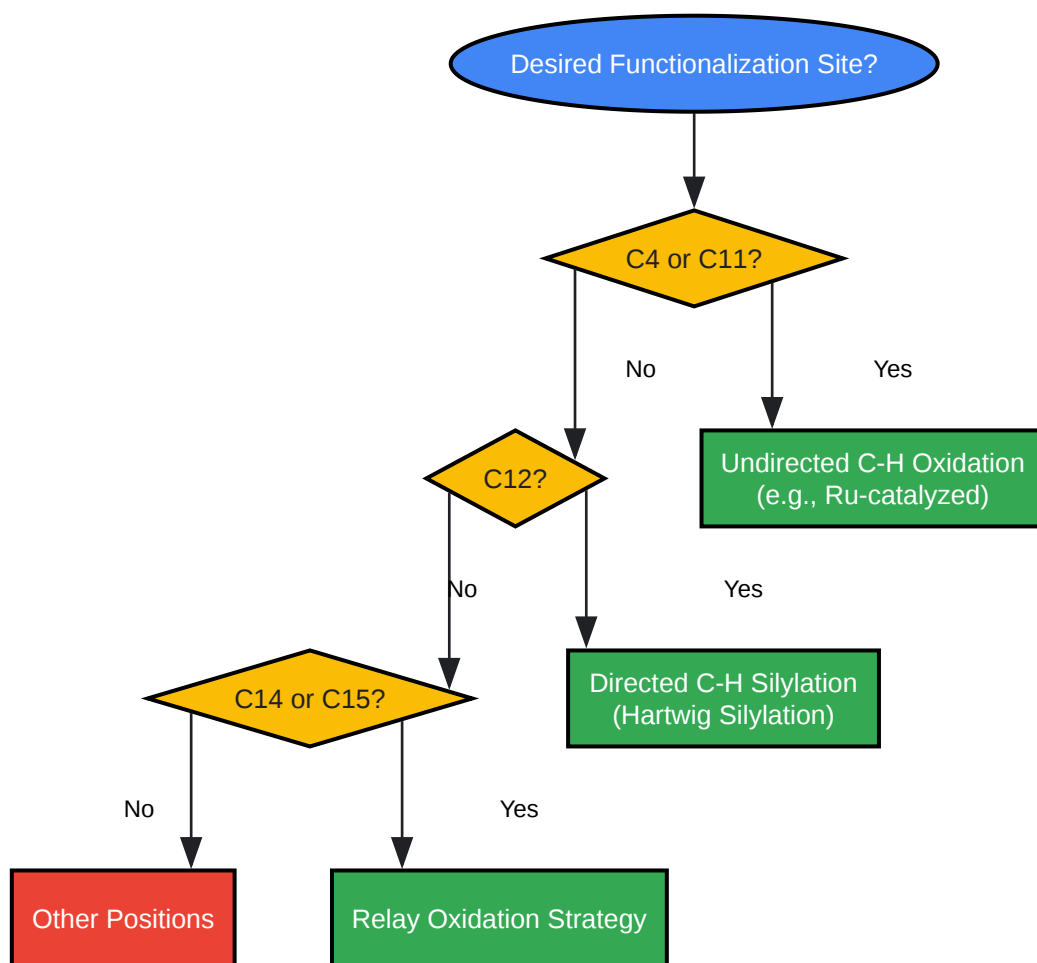 Desired Functionalization Site?
C4 or C11?
No
Yes
Undirected C-H Oxidation
(e.g., Ru-catalyzed)
C12?
No
Yes
Directed C-H Silylation
(Hartwig Silylation)
C14 or C15?
No
Yes
Other Positions
Relay Oxidation Strategy